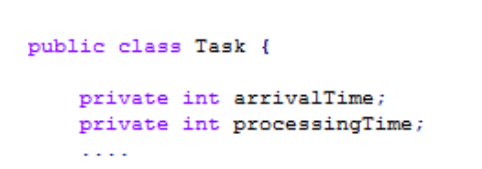 public class Task {
private int arrivalTime;
private int processingTime;
....